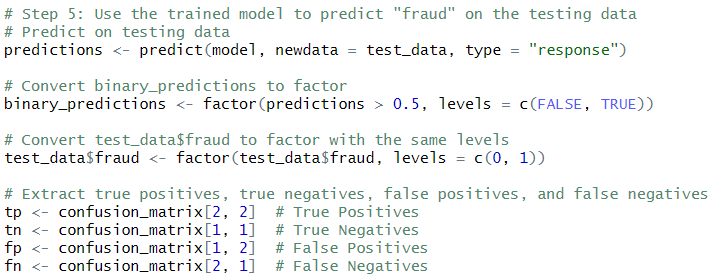 # Step 5: Use the trained model to predict "fraud" on the testing data
# Predict on testing data
predictions <- predict(model, newdata = test_data, type = "response")
# Convert binary_predictions to factor
binary_predictions <- factor(predictions > 0.5, levels = c(FALSE, TRUE))
# Convert test_data$fraud to factor with the same levels
test_data$fraud <- factor(test_data$fraud, levels = c(0, 1))
# Extract true positives, true negatives, false positives, and false negatives
tp <- confusion_matrix[2, 2]  # True Positives
tn <- confusion_matrix[1, 1]  # True Negatives
fp <- confusion_matrix[1, 2]  # False Positives
fn <- confusion_matrix[2, 1]  # False Negatives